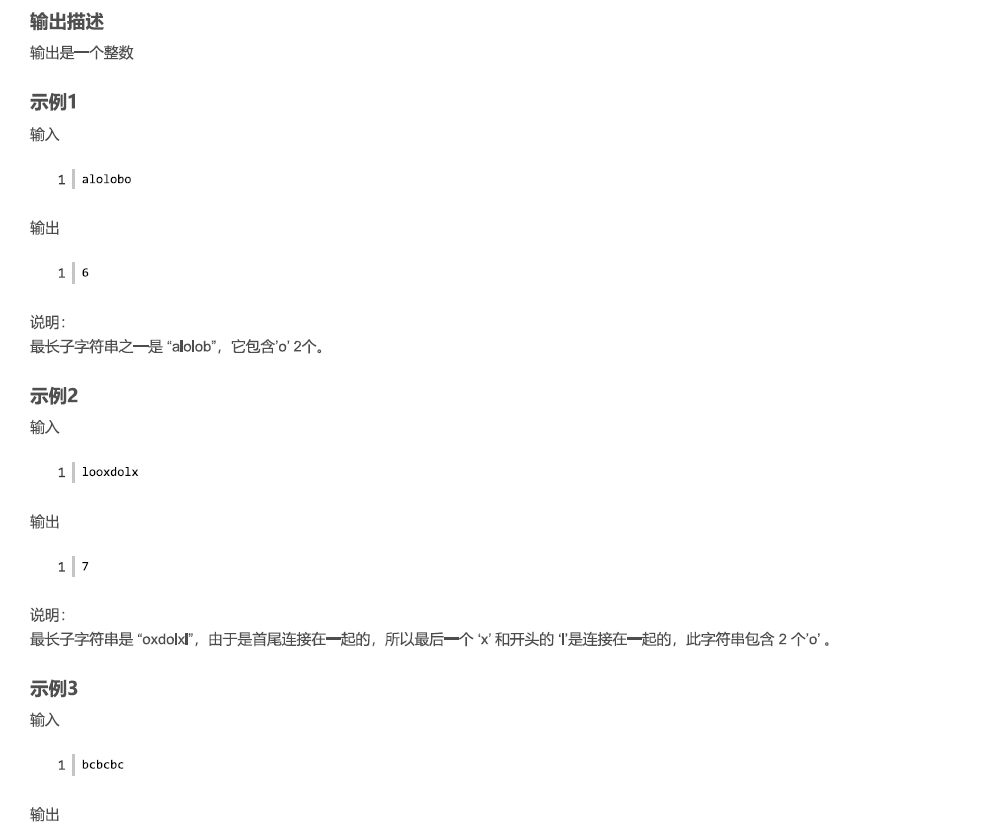 输出描述
输出是一个整数
示例1
输入
1 alolobo
输出
1 6
说明：
最长子字符串之一是 “alolob”，它包含'o' 2个。
示例2
输入
1 looxdolx
输出
1 7
说明：
最长子字符串是 “oxdolxl”，由于是首尾连接在一起的，所以最后一个 ‘x’ 和开头的 ‘l’是连接在一起的，此字符串包含 2 个’o’ 。
示例3
输入
1 bcbcbc
输出